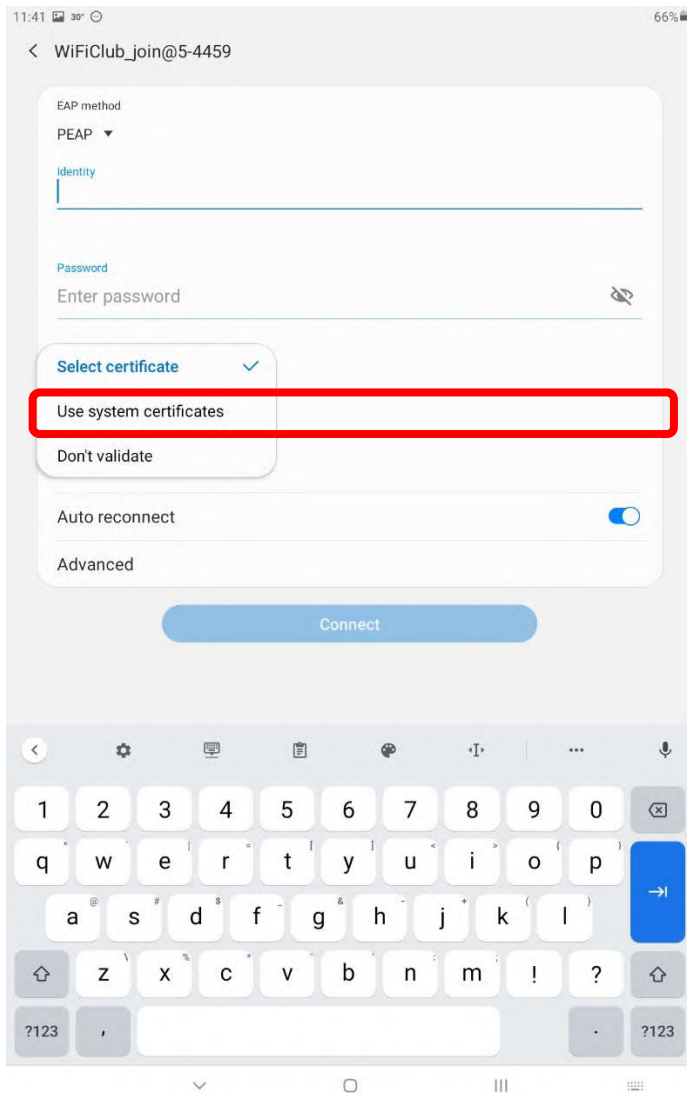 11:41 30°
66%
WiFiClub_join@5-4459
EAP method
PEAP
Identity
Password
Enter password
Select certificate
Use system certificates
Don't validate
Auto reconnect
Advanced
Connect
1 2 3 4 5 6 7 8 9 0
q ^ w ` e | r = t [ y ] u < i > o { p }
a @ s # d $ f _ g & h - j + k ( l )
z \ x % c * v " b ' n : m ; ! ?
?123 , . ?123